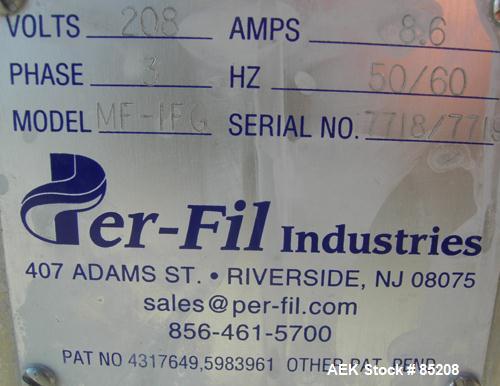 VOLTS 208 AMPS 8.6
PHASE 3 HZ 50/60
MODEL MF-1FG SERIAL NO. 7718/771
Per-Fil Industries
407 ADAMS ST. • RIVERSIDE, NJ 08075
sales@per-fil.com
856-461-5700
PAT NO 4317649,5983961 OTHER PAT. PEND.
AEK Stock # 85208